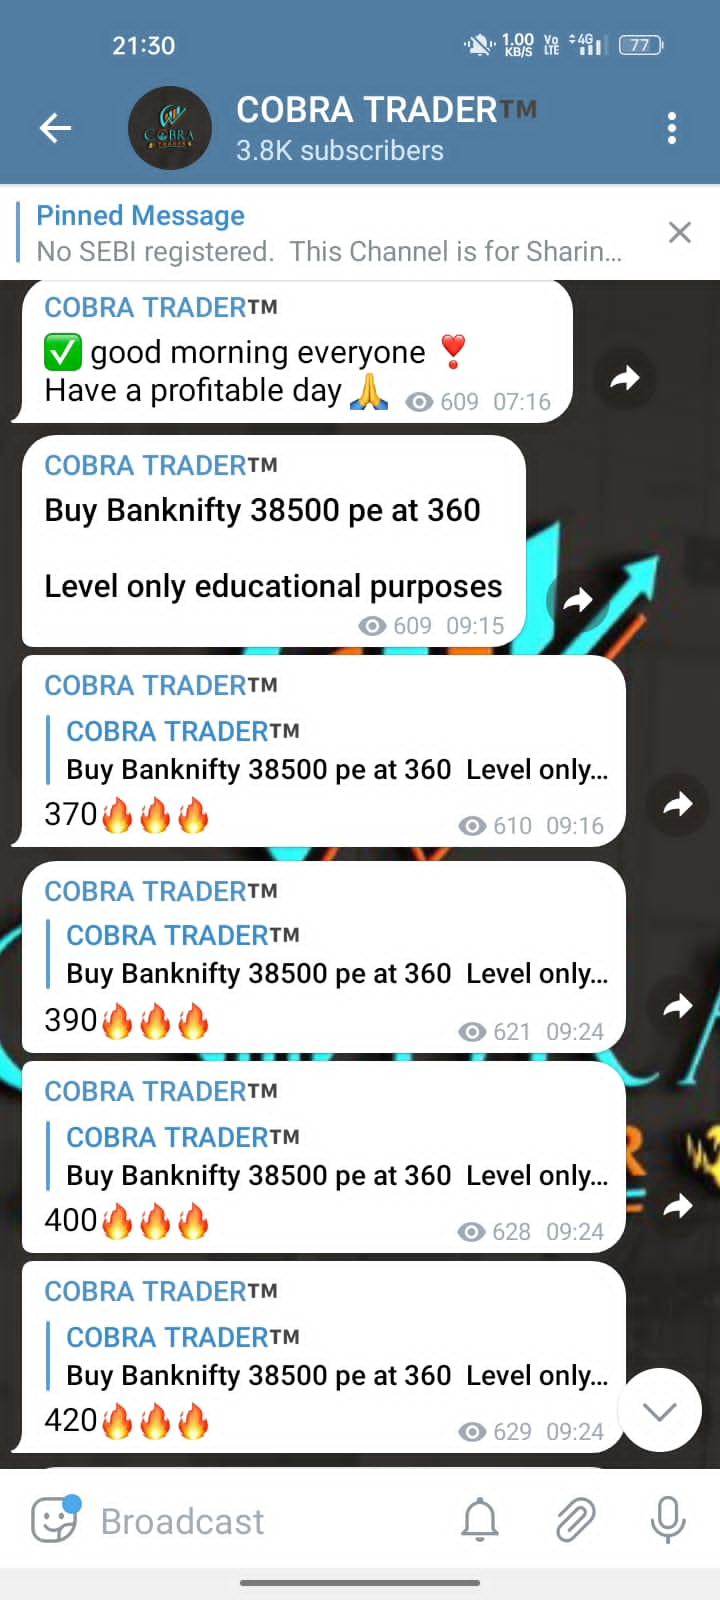 21:30
1.00 KB/S
Vo LTE
4G
77
COBRA
TRADER
COBRA TRADER™
3.8K subscribers
Pinned Message
No SEBI registered. This Channel is for Sharin...
COBRA TRADER™
✅ good morning everyone ❣️
Have a profitable day 🙏 609 07:16
COBRA TRADER™
Buy Banknifty 38500 pe at 360
Level only educational purposes
609 09:15
COBRA TRADER™
COBRA TRADER™
Buy Banknifty 38500 pe at 360 Level only...
370🔥🔥🔥 610 09:16
COBRA TRADER™
COBRA TRADER™
Buy Banknifty 38500 pe at 360 Level only...
390🔥🔥🔥 621 09:24
COBRA TRADER™
COBRA TRADER™
Buy Banknifty 38500 pe at 360 Level only...
400🔥🔥🔥 628 09:24
COBRA TRADER™
COBRA TRADER™
Buy Banknifty 38500 pe at 360 Level only...
420🔥🔥🔥 629 09:24
Broadcast